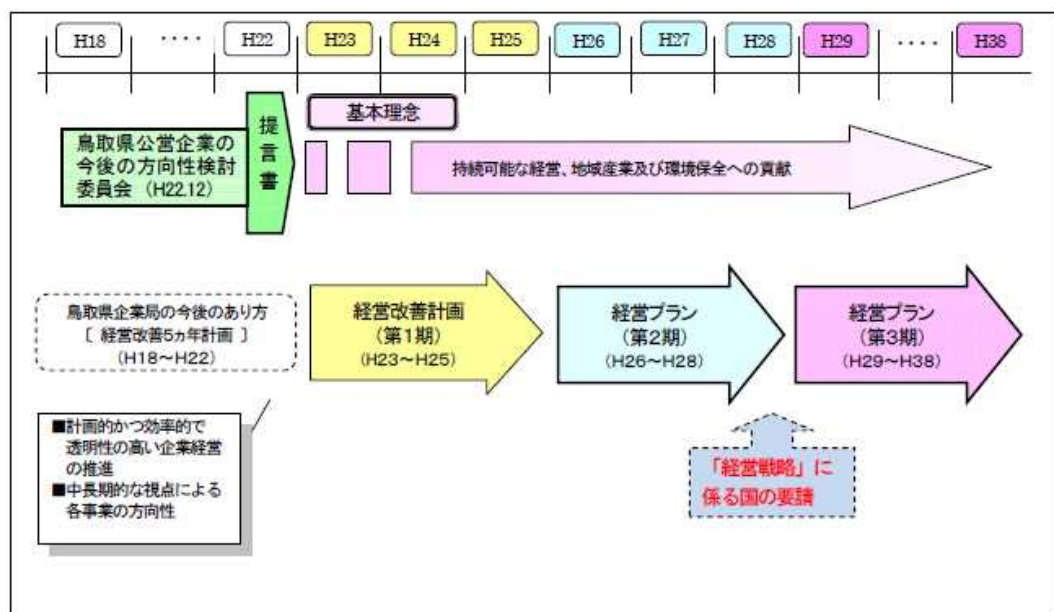 H18 ････ H22 H23 H24 H25 H26 H27 H28 H29 ････ H38
鳥取県公営企業の
今後の方向性検討
委員会 （H22.12）
提言書
基本理念
持続可能な経営、地域産業及び環境保全への貢献
鳥取県企業局の今後のあり方
〔 経営改善5ヵ年計画 〕
（H18～H22）
経営改善計画
（第1期）
（H23～H25）
経営プラン
（第2期）
（H26～H28）
経営プラン
（第3期）
（H29～H38）
■計画的かつ効率的で
透明性の高い企業経営
の推進
■中長期的な視点による
各事業の方向性
「経営戦略」に
係る国の要請